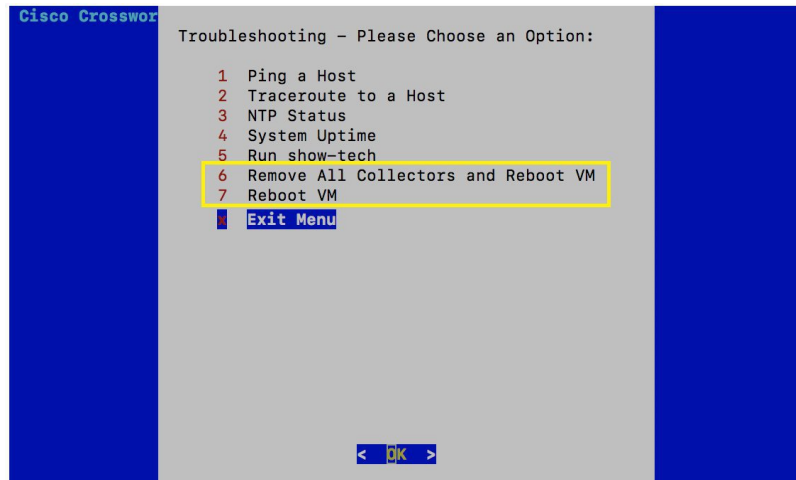 Cisco Crosswor
Troubleshooting – Please Choose an Option:
1 Ping a Host
2 Traceroute to a Host
3 NTP Status
4 System Uptime
5 Run show-tech
6 Remove All Collectors and Reboot VM
7 Reboot VM
x Exit Menu
< OK >